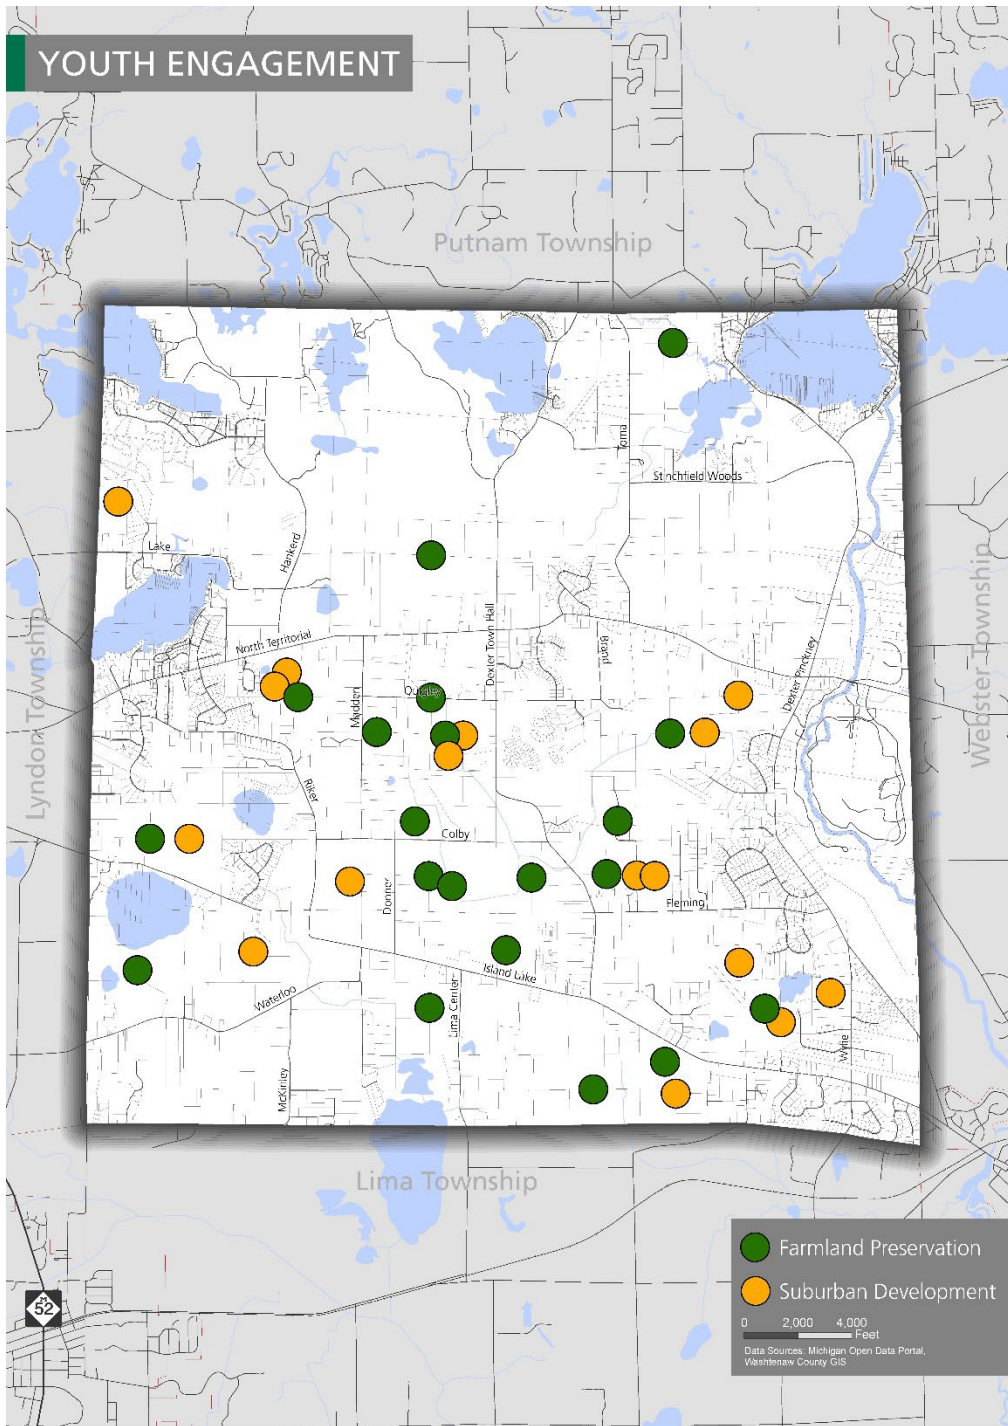 YOUTH ENGAGEMENT
Putnam Township
Toma
Stinchfield Woods
Lake
Hankerd
Webster Township
Lyndon Township
North Territorial
Dexter Town Hall
Brand
Dexter Pinckney
Madden
Quigley
Riker
Colby
Donner
Fleming
Island Lake
Waterloo
Lima Center
Wylie
McKinley
Lima Township
Farmland Preservation
Suburban Development
0 2,000 4,000
Feet
Data Sources: Michigan Open Data Portal,
Washtenaw County GIS
M
52